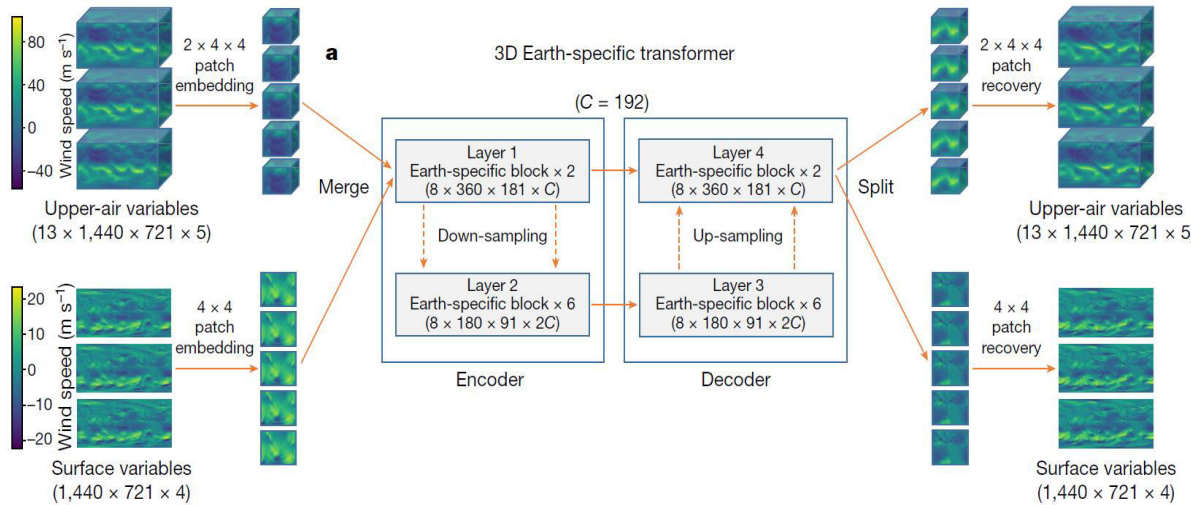 80
40
0
−40
Wind speed (m s⁻¹)
2 × 4 × 4
patch
embedding
Upper-air variables
(13 × 1,440 × 721 × 5)
20
10
0
−10
−20
Wind speed (m s⁻¹)
4 × 4
patch
embedding
Surface variables
(1,440 × 721 × 4)
a
3D Earth-specific transformer
(C = 192)
Merge
Layer 1
Earth-specific block × 2
(8 × 360 × 181 × C)
Down-sampling
Layer 2
Earth-specific block × 6
(8 × 180 × 91 × 2C)
Encoder
Layer 4
Earth-specific block × 2
(8 × 360 × 181 × C)
Up-sampling
Layer 3
Earth-specific block × 6
(8 × 180 × 91 × 2C)
Decoder
Split
2 × 4 × 4
patch
recovery
Upper-air variables
(13 × 1,440 × 721 × 5
4 × 4
patch
recovery
Surface variables
(1,440 × 721 × 4)